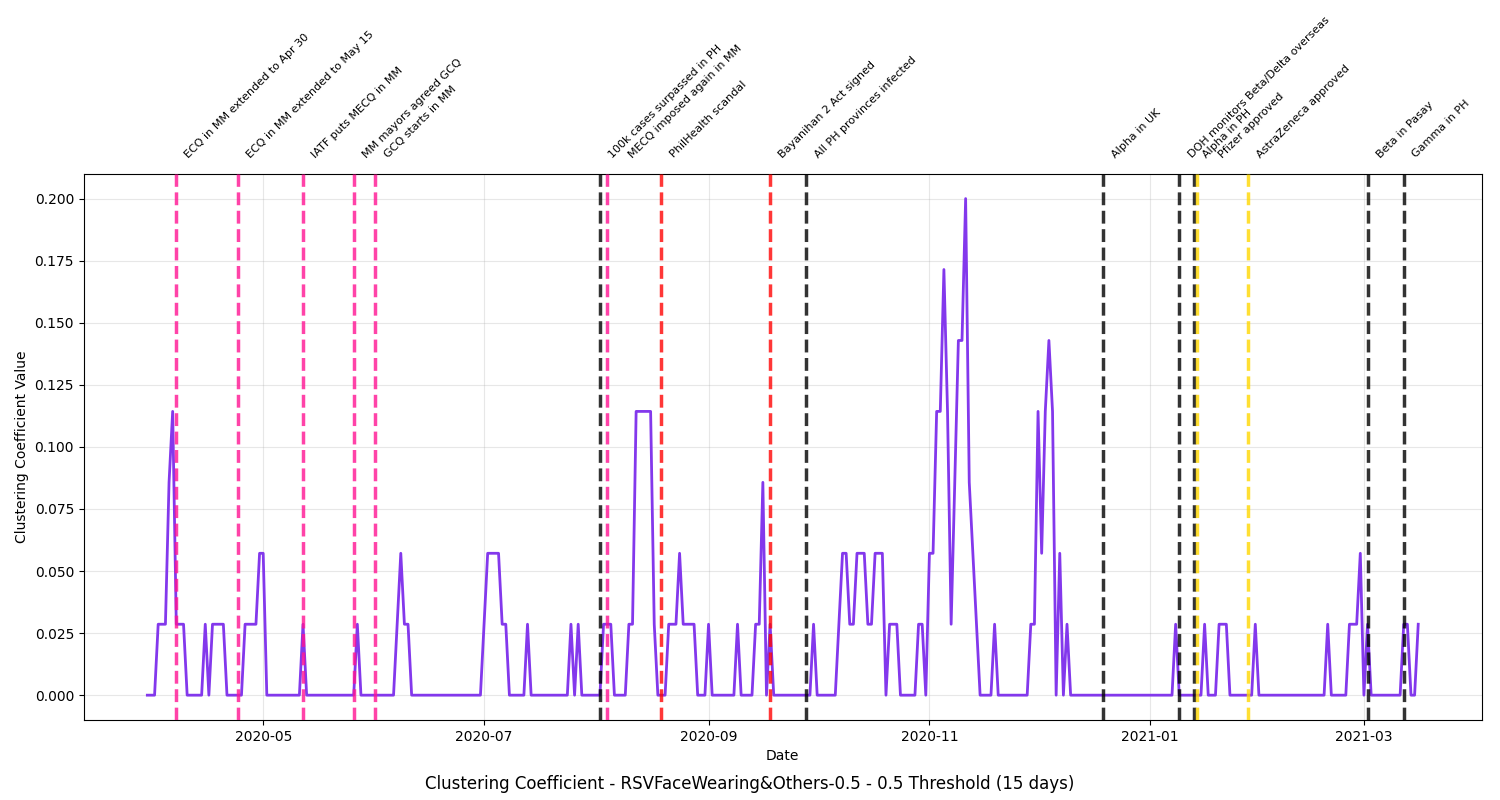 ECQ in MM extended to Apr 30
ECQ in MM extended to May 15
IATF puts MECQ in MM
MM mayors agreed GCQ
GCQ starts in MM
100k cases surpassed in PH
MECQ imposed again in MM
PhilHealth scandal
Bayanihan 2 Act signed
All PH provinces infected
Alpha in UK
DOH monitors Beta/Delta overseas
Alpha in PH
Pfizer approved
AstraZeneca approved
Beta in Pasay
Gamma in PH
Clustering Coefficient Value
0.200
0.175
0.150
0.125
0.100
0.075
0.050
0.025
0.000
2020-05
2020-07
2020-09
2020-11
2021-01
2021-03
Date
Clustering Coefficient - RSVFaceWearing&Others-0.5 - 0.5 Threshold (15 days)